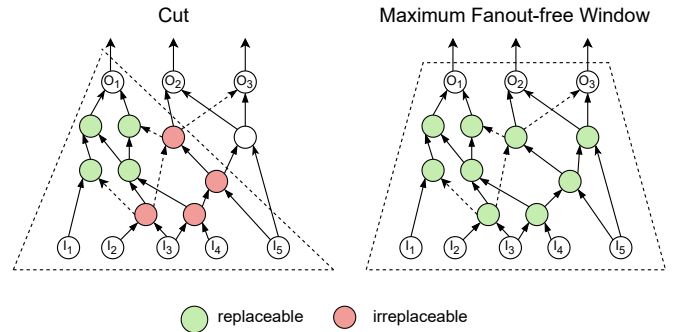 Cut
Maximum Fanout-free Window
O1 O2 O3 O1 O2 O3
I1 I2 I3 I4 I5 I1 I2 I3 I4 I5
replaceable irreplaceable